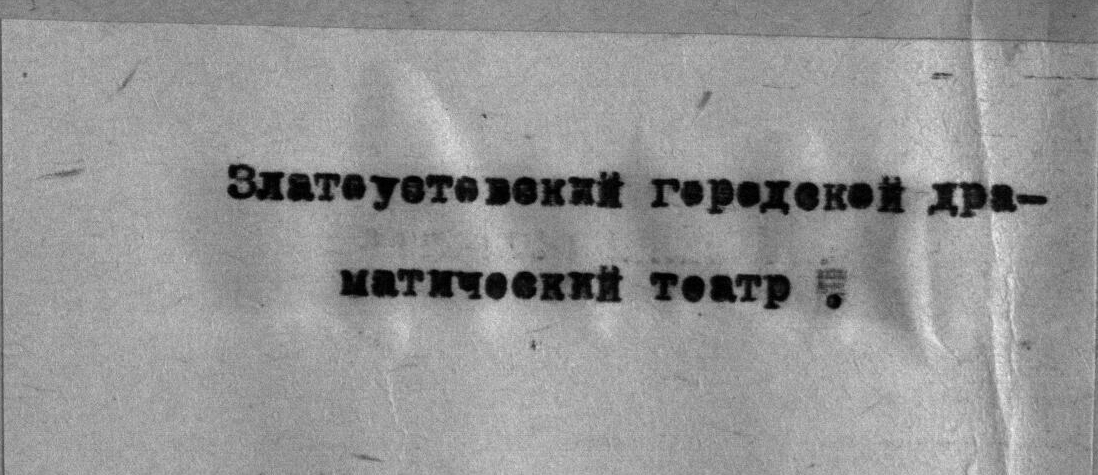 Златоустовский городской дра-
матический театр .